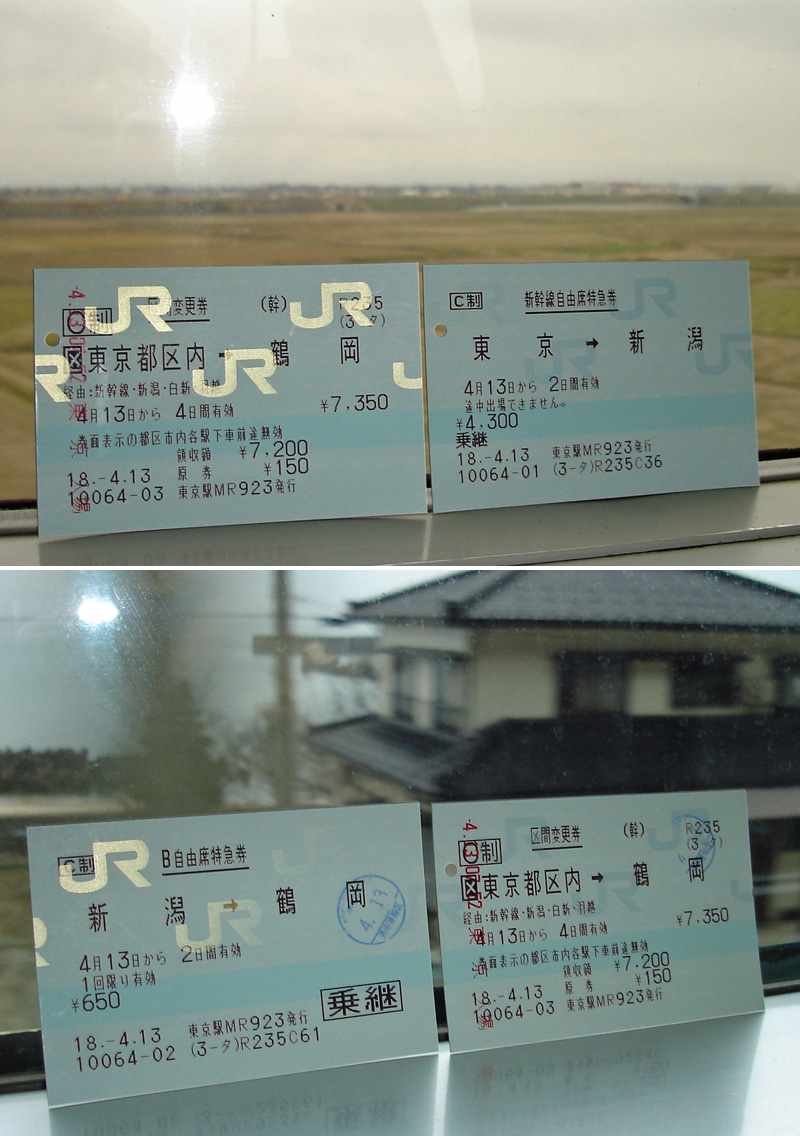 C制 区間変更券 (幹) R235
(3-タ)
区東京都区内 → 鶴岡
経由:新幹線・新潟・白新・羽越
4月13日から 4日間有効 ¥7,350
券面表示の都区市内各駅下車前途無効
領収額 ¥7,200
18.-4.13 原券 ¥150
10064-03 東京駅MR923発行
C制 新幹線自由席特急券
東京 → 新潟
4月13日から 2日間有効
途中出場できません。
¥4,300
乗継
18.-4.13 東京駅MR923発行
10064-01 (3-タ)R235C36
C制 B自由席特急券
新潟 → 鶴岡
4.13
4月13日から 2日間有効
1回限り有効
¥650
乗継
18.-4.13 東京駅MR923発行
10064-02 (3-タ)R235C61
C制 区間変更券 (幹) R235
区東京都区内 → 鶴岡
経由:新幹線・新潟・白新・羽越
4月13日から 4日間有効 ¥7,350
券面表示の都区市内各駅下車前途無効
領収額 ¥7,200
18.-4.13 原券 ¥150
10064-03 東京駅MR923発行